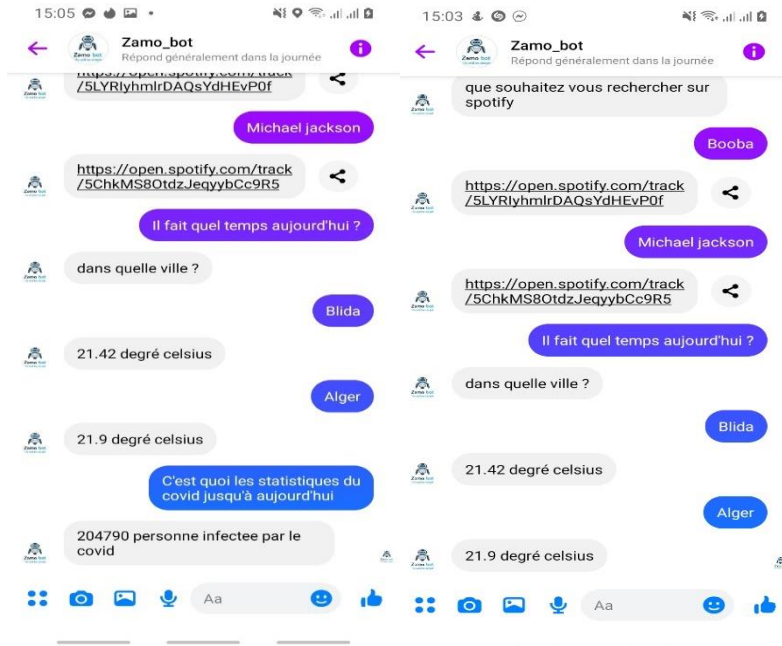 15:05
Zamo_bot
Répond généralement dans la journée
https://open.spotify.com/track
/5LYRIyhmlrDAQsYdHEvP0f
Michael jackson
https://open.spotify.com/track
/5ChkMS8OtdzJeqyybCc9R5
Il fait quel temps aujourd'hui ?
dans quelle ville ?
Blida
21.42 degré celsius
Alger
21.9 degré celsius
C'est quoi les statistiques du
covid jusqu'à aujourd'hui
204790 personne infectee par le
covid
Aa
15:03
Zamo_bot
Répond généralement dans la journée
que souhaitez vous rechercher sur
spotify
Booba
https://open.spotify.com/track
/5LYRIyhmlrDAQsYdHEvP0f
Michael jackson
https://open.spotify.com/track
/5ChkMS8OtdzJeqyybCc9R5
Il fait quel temps aujourd'hui ?
dans quelle ville ?
Blida
21.42 degré celsius
Alger
21.9 degré celsius
Aa